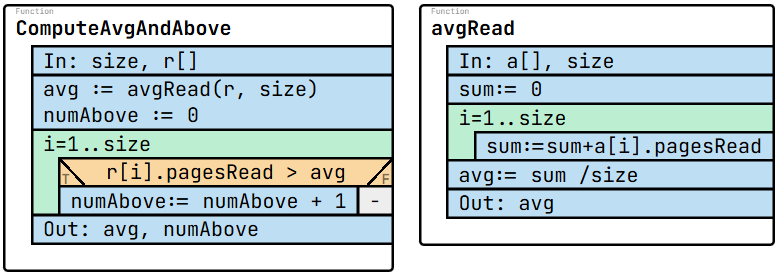 Function
ComputeAvgAndAbove
In: size, r[]
avg := avgRead(r, size)
numAbove := 0
i=1..size
T r[i].pagesRead > avg F
numAbove:= numAbove + 1 -
Out: avg, numAbove
Function
avgRead
In: a[], size
sum:= 0
i=1..size
sum:=sum+a[i].pagesRead
avg:= sum /size
Out: avg